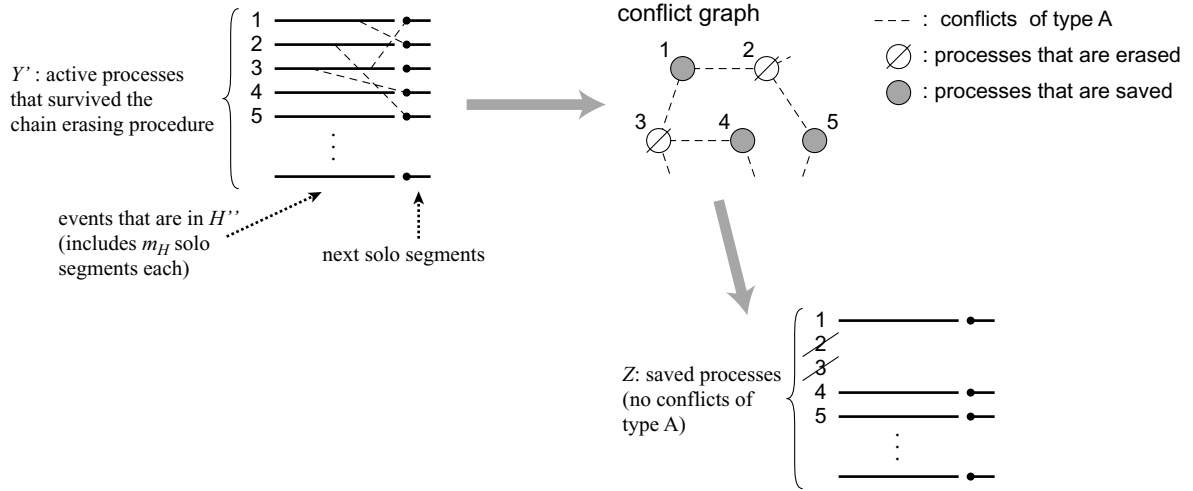 1
2
3
4
5
Y' : active processes
that survived the
chain erasing procedure
events that are in H''
(includes m_H solo
segments each)
next solo segments
conflict graph
1
2
3
4
5
: conflicts of type A
: processes that are erased
: processes that are saved
Z: saved processes
(no conflicts of
type A)
1
2
3
4
5